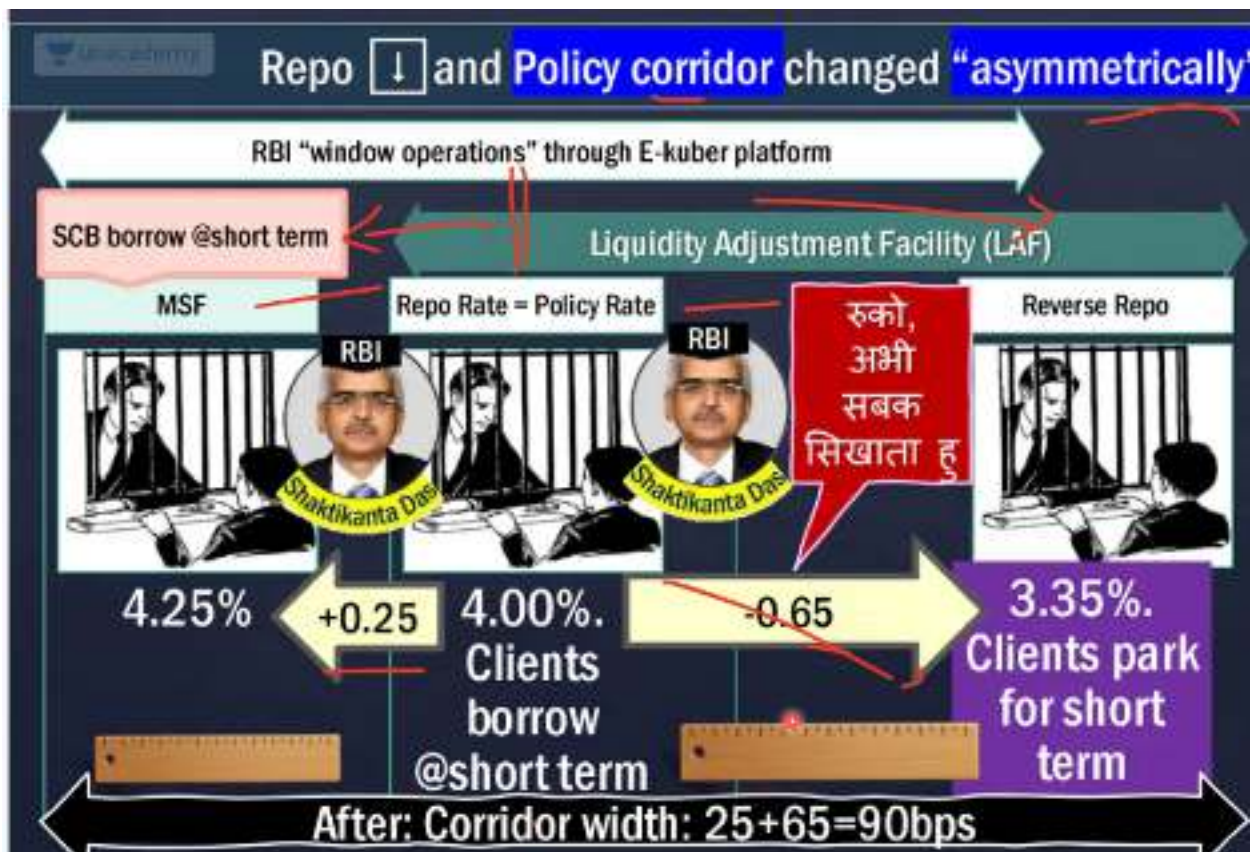 unacademy
Repo ↓ and Policy corridor changed "asymmetrically"
RBI "window operations" through E-kuber platform
SCB borrow @short term
Liquidity Adjustment Facility (LAF)
MSF
Repo Rate = Policy Rate
Reverse Repo
रुको,
अभी
सबक
सिखाता हु
RBI
Shaktikanta Das
RBI
Shaktikanta Das
4.25%
+0.25
4.00%.
Clients
borrow
@short term
-0.65
3.35%.
Clients park
for short
term
After: Corridor width: 25+65=90bps